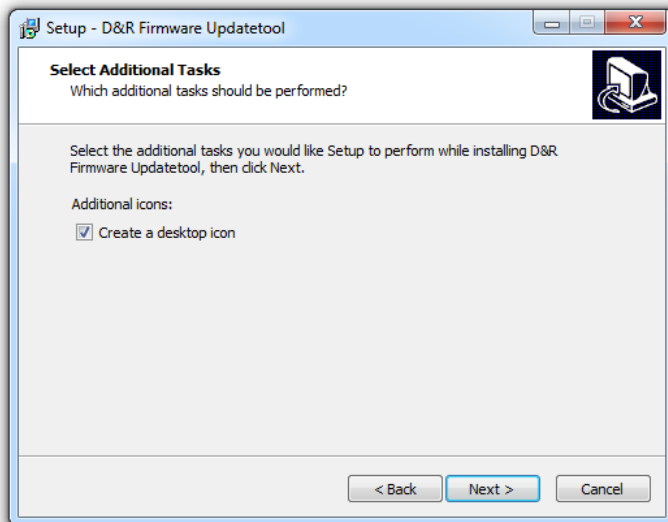 Setup - D&R Firmware Updatetool
Select Additional Tasks
Which additional tasks should be performed?
Select the additional tasks you would like Setup to perform while installing D&R
Firmware Updatetool, then click Next.
Additional icons:
Create a desktop icon
< Back Next > Cancel